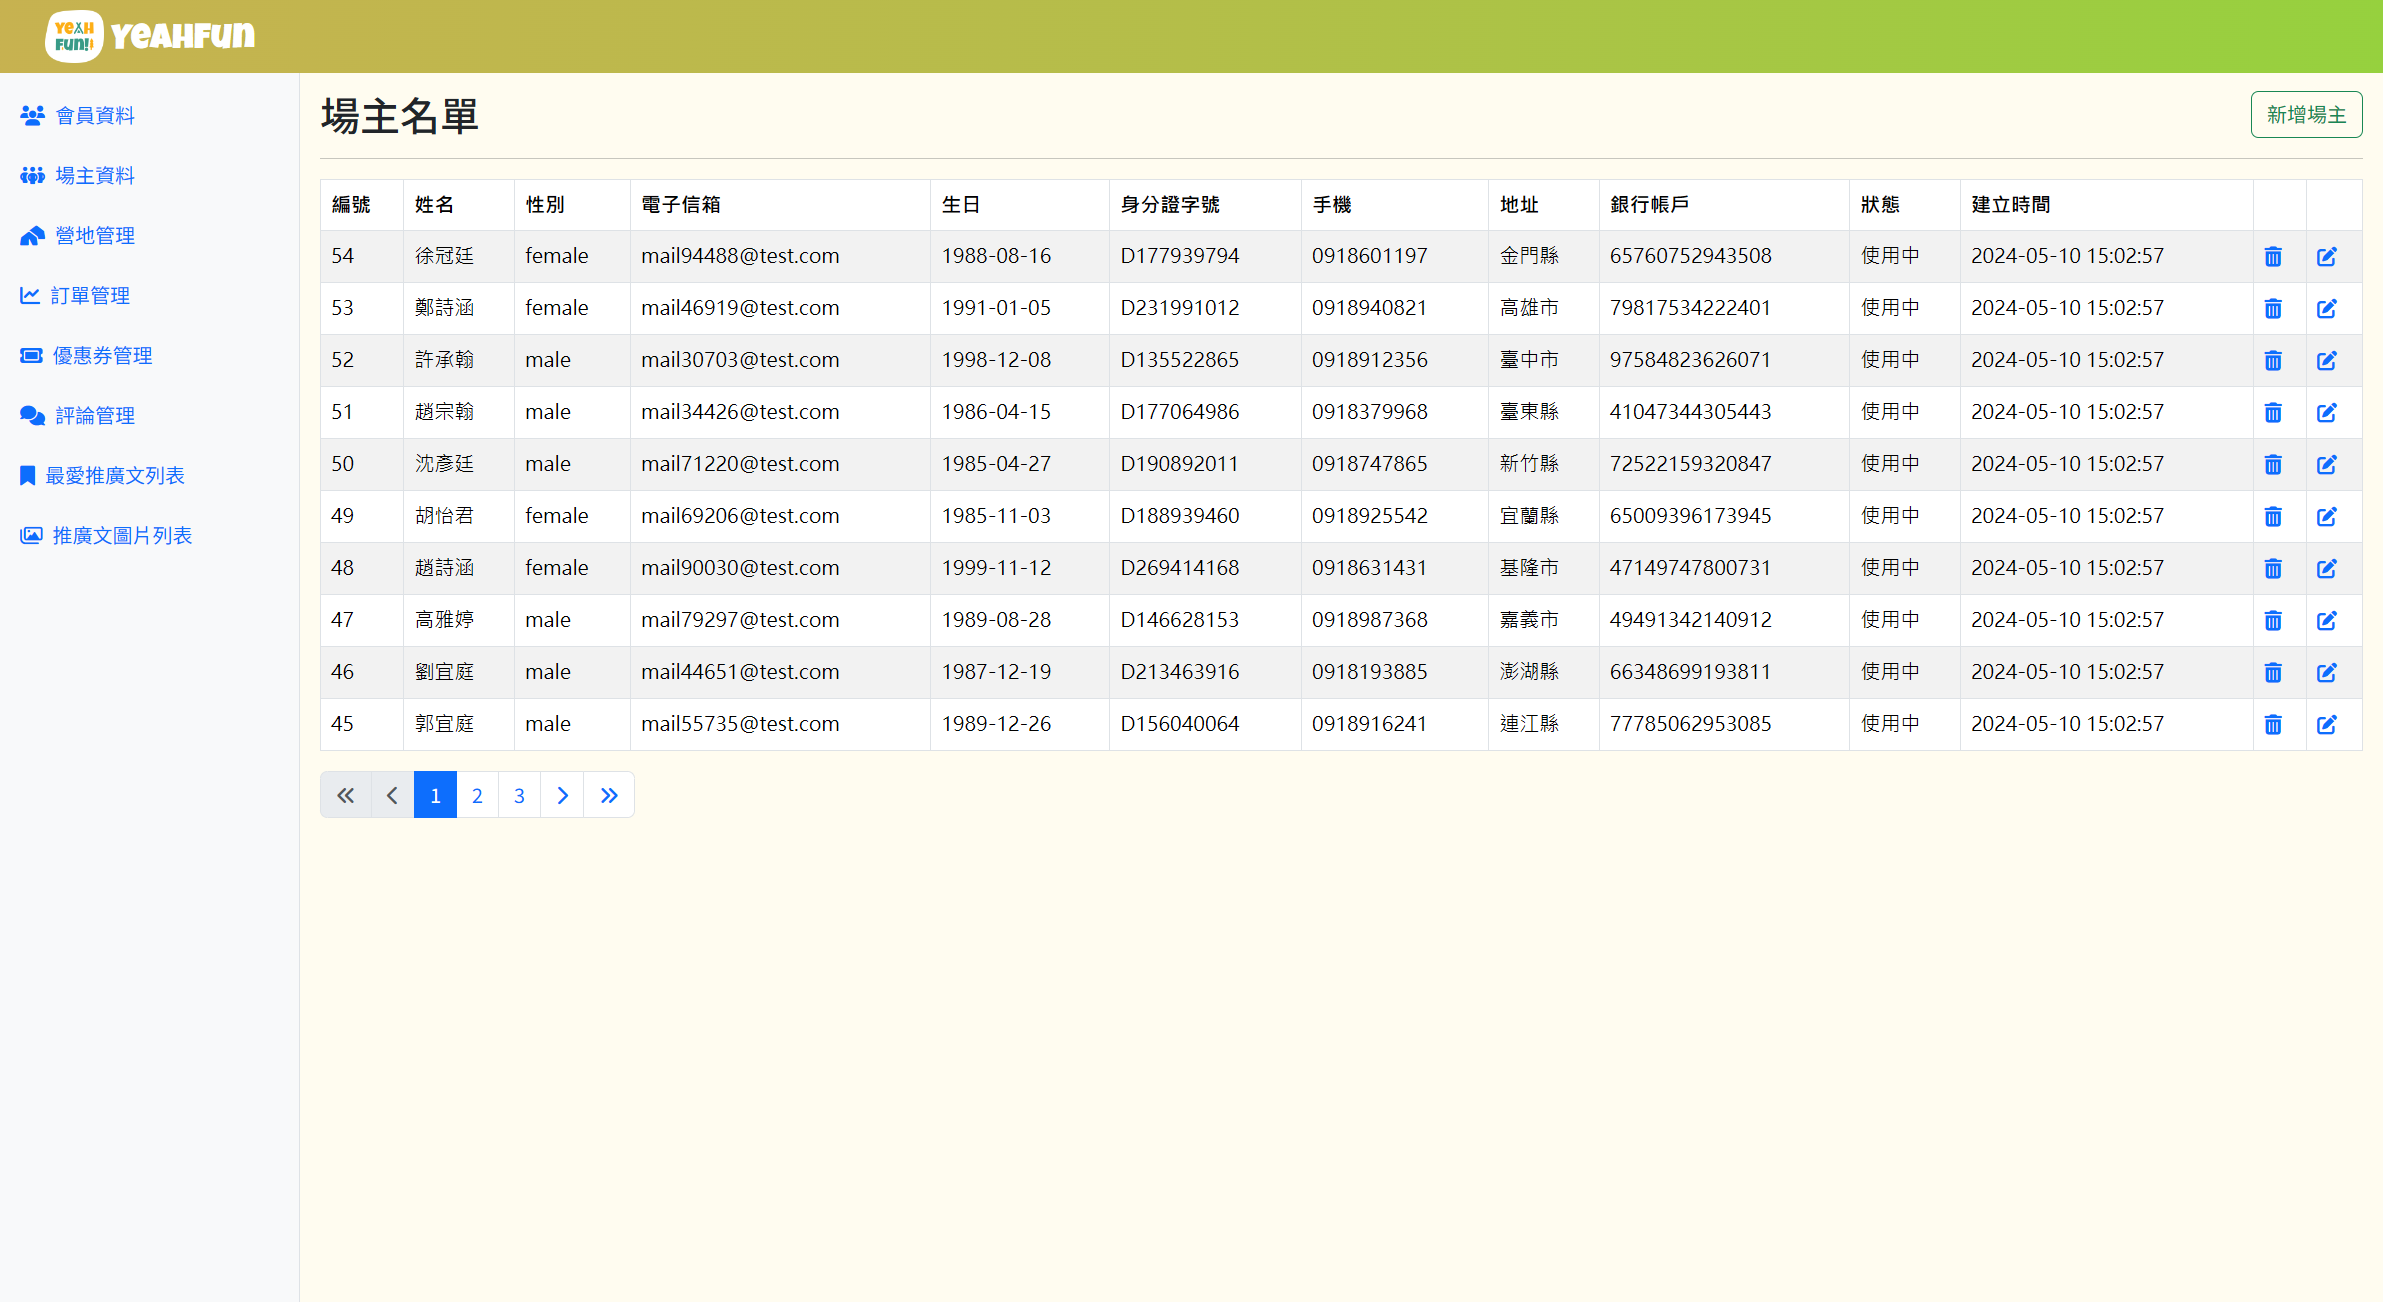 YEAH FUN! YEAHFUN
會員資料
場主資料
營地管理
訂單管理
優惠券管理
評論管理
最愛推廣文列表
推廣文圖片列表
場主名單 新增場主
編號 姓名 性別 電子信箱 生日 身分證字號 手機 地址 銀行帳戶 狀態 建立時間
54 徐冠廷 female mail94488@test.com 1988-08-16 D177939794 0918601197 金門縣 65760752943508 使用中 2024-05-10 15:02:57
53 鄭詩涵 female mail46919@test.com 1991-01-05 D231991012 0918940821 高雄市 79817534222401 使用中 2024-05-10 15:02:57
52 許承翰 male mail30703@test.com 1998-12-08 D135522865 0918912356 臺中市 97584823626071 使用中 2024-05-10 15:02:57
51 趙宗翰 male mail34426@test.com 1986-04-15 D177064986 0918379968 臺東縣 41047344305443 使用中 2024-05-10 15:02:57
50 沈彥廷 male mail71220@test.com 1985-04-27 D190892011 0918747865 新竹縣 72522159320847 使用中 2024-05-10 15:02:57
49 胡怡君 female mail69206@test.com 1985-11-03 D188939460 0918925542 宜蘭縣 65009396173945 使用中 2024-05-10 15:02:57
48 趙詩涵 female mail90030@test.com 1999-11-12 D269414168 0918631431 基隆市 47149747800731 使用中 2024-05-10 15:02:57
47 高雅婷 male mail79297@test.com 1989-08-28 D146628153 0918987368 嘉義市 49491342140912 使用中 2024-05-10 15:02:57
46 劉宜庭 male mail44651@test.com 1987-12-19 D213463916 0918193885 澎湖縣 66348699193811 使用中 2024-05-10 15:02:57
45 郭宜庭 male mail55735@test.com 1989-12-26 D156040064 0918916241 連江縣 77785062953085 使用中 2024-05-10 15:02:57
1 2 3